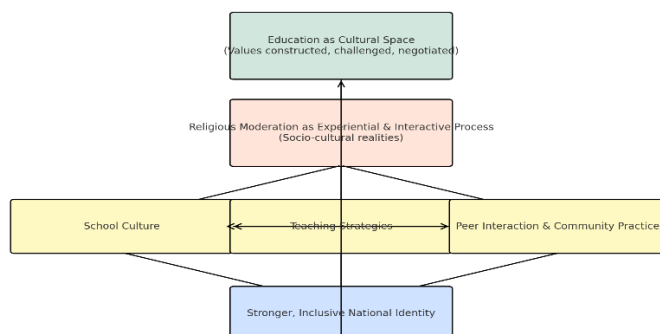 Education as Cultural Space
(Values constructed, challenged, negotiated)
Religious Moderation as Experiential & Interactive Process
(Socio-cultural realities)
School Culture
Teaching Strategies
Peer Interaction & Community Practice
Stronger, Inclusive National Identity